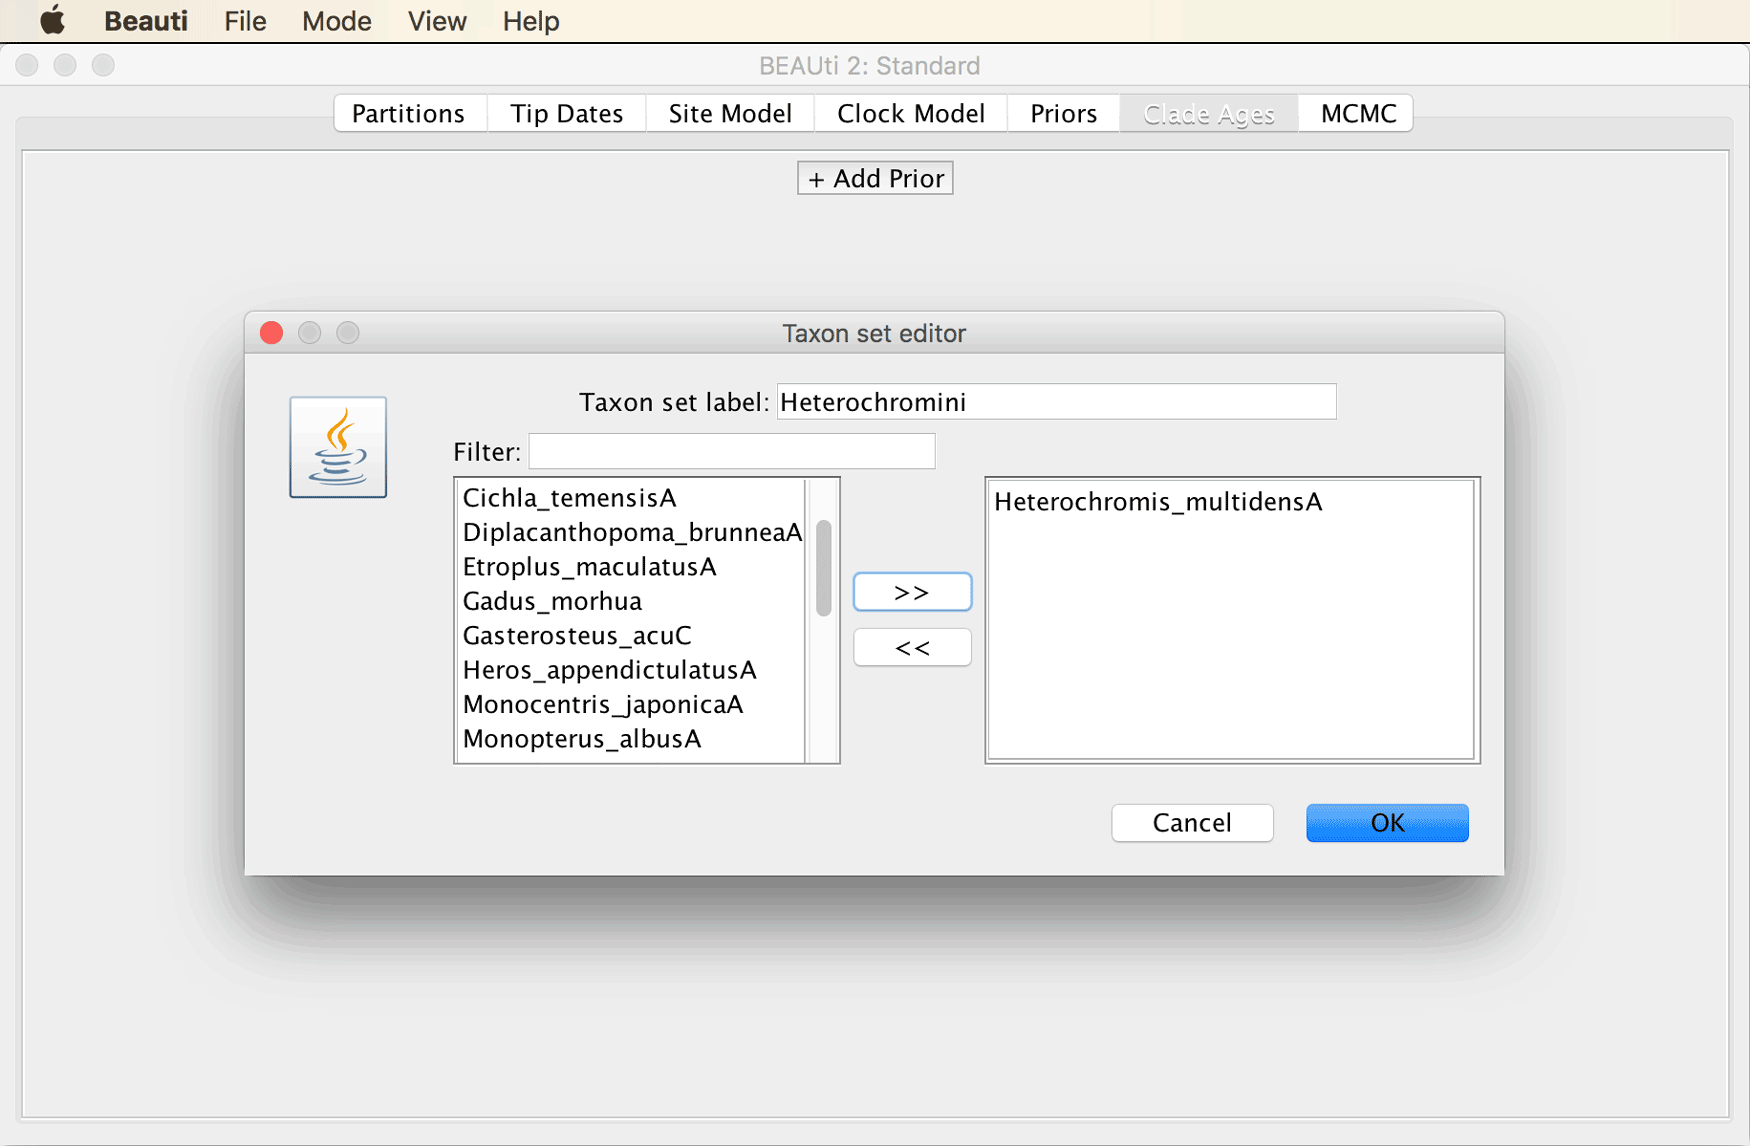 Beauti File Mode View Help
BEAUti 2: Standard
Partitions Tip Dates Site Model Clock Model Priors Clade Ages MCMC
+ Add Prior
Taxon set editor
Taxon set label: Heterochromini
Filter:
Cichla_temensisA
Diplacanthopoma_brunneaA
Etroplus_maculatusA
Gadus_morhua
Gasterosteus_acuC
Heros_appendictulatusA
Monocentris_japonicaA
Monopterus_albusA
>>
<<
Heterochromis_multidensA
Cancel OK